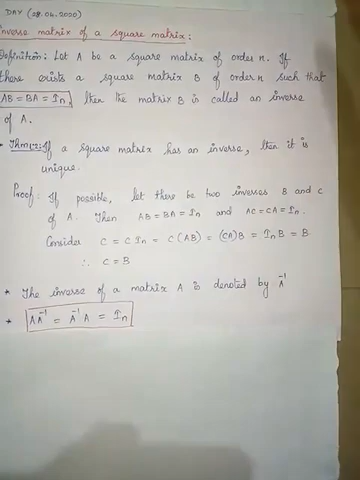 DAY (28.04.2020)
Inverse matrix of a square matrix:
Definition: Let A be a square matrix of order n. If
there exists a square matrix B of order n such that
AB = BA = In, then the matrix B is called an inverse
of A.
* Thm12: If a square matrix has an inverse, then it is
unique.
Proof: If possible, let there be two inverses B and C
of A. Then AB = BA = In and AC = CA = In.
Consider C = C In = C(AB) = (CA)B = InB = B
∴ C = B
* The inverse of a matrix A is denoted by A⁻¹
* AA⁻¹ = A⁻¹A = In